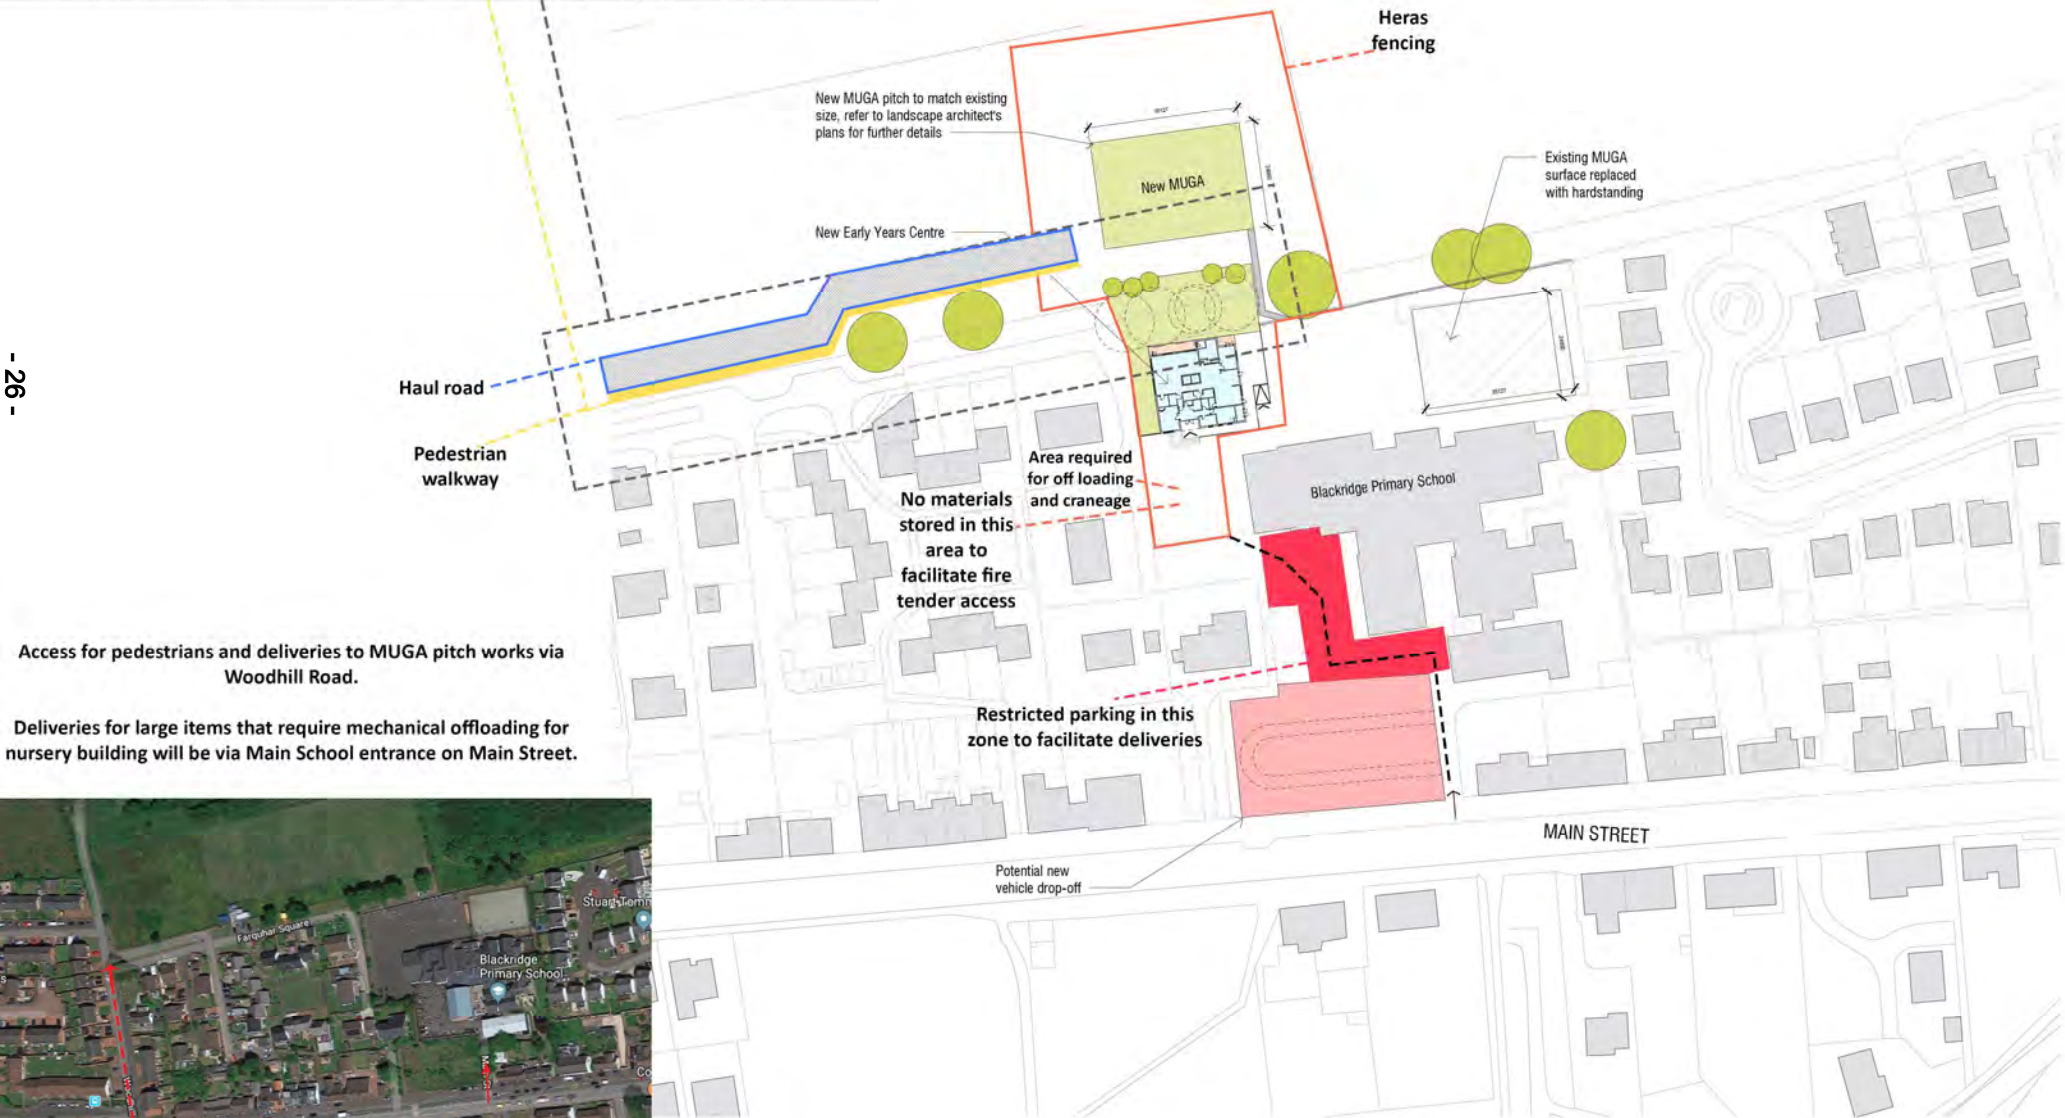 - 26 -
Heras
fencing
New MUGA pitch to match existing
size, refer to landscape architect's
plans for further details
New MUGA
Existing MUGA
surface replaced
with hardstanding
New Early Years Centre
Haul road
Pedestrian
walkway
Area required
for off loading
and craneage
No materials
stored in this
area to
facilitate fire
tender access
Blackridge Primary School
Access for pedestrians and deliveries to MUGA pitch works via
Woodhill Road.
Deliveries for large items that require mechanical offloading for
nursery building will be via Main School entrance on Main Street.
Restricted parking in this
zone to facilitate deliveries
MAIN STREET
Potential new
vehicle drop-off
Farquhar Square
Blackridge
Primary School
Co